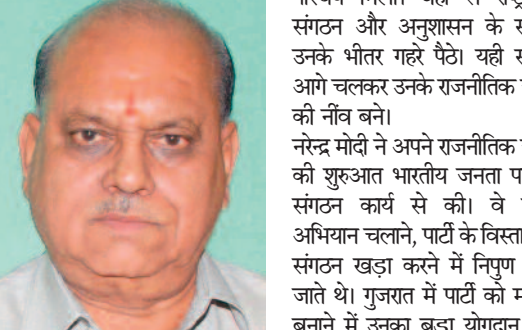 संगठन और अनुशासन के
उनके भीतर गहरे पैठे। यही
आगे चलकर उनके राजनीतिक
की नींव बने।
नरेन्द्र मोदी ने अपने राजनीतिक
की शुरुआत भारतीय जनता
संगठन कार्य से की। वे
अभियान चलाने, पार्टी के विस्तार
संगठन खड़ा करने में निपुण
जाते थे। गुजरात में पार्टी को
बनाने में उनका बड़ा योगदान